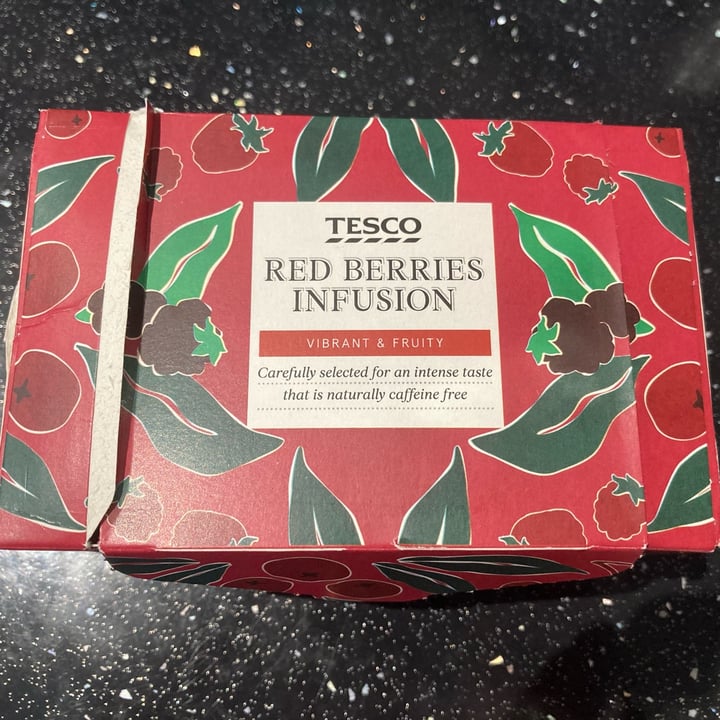 TESCO
RED BERRIES
INFUSION
VIBRANT & FRUITY
Carefully selected for an intense taste
that is naturally caffeine free